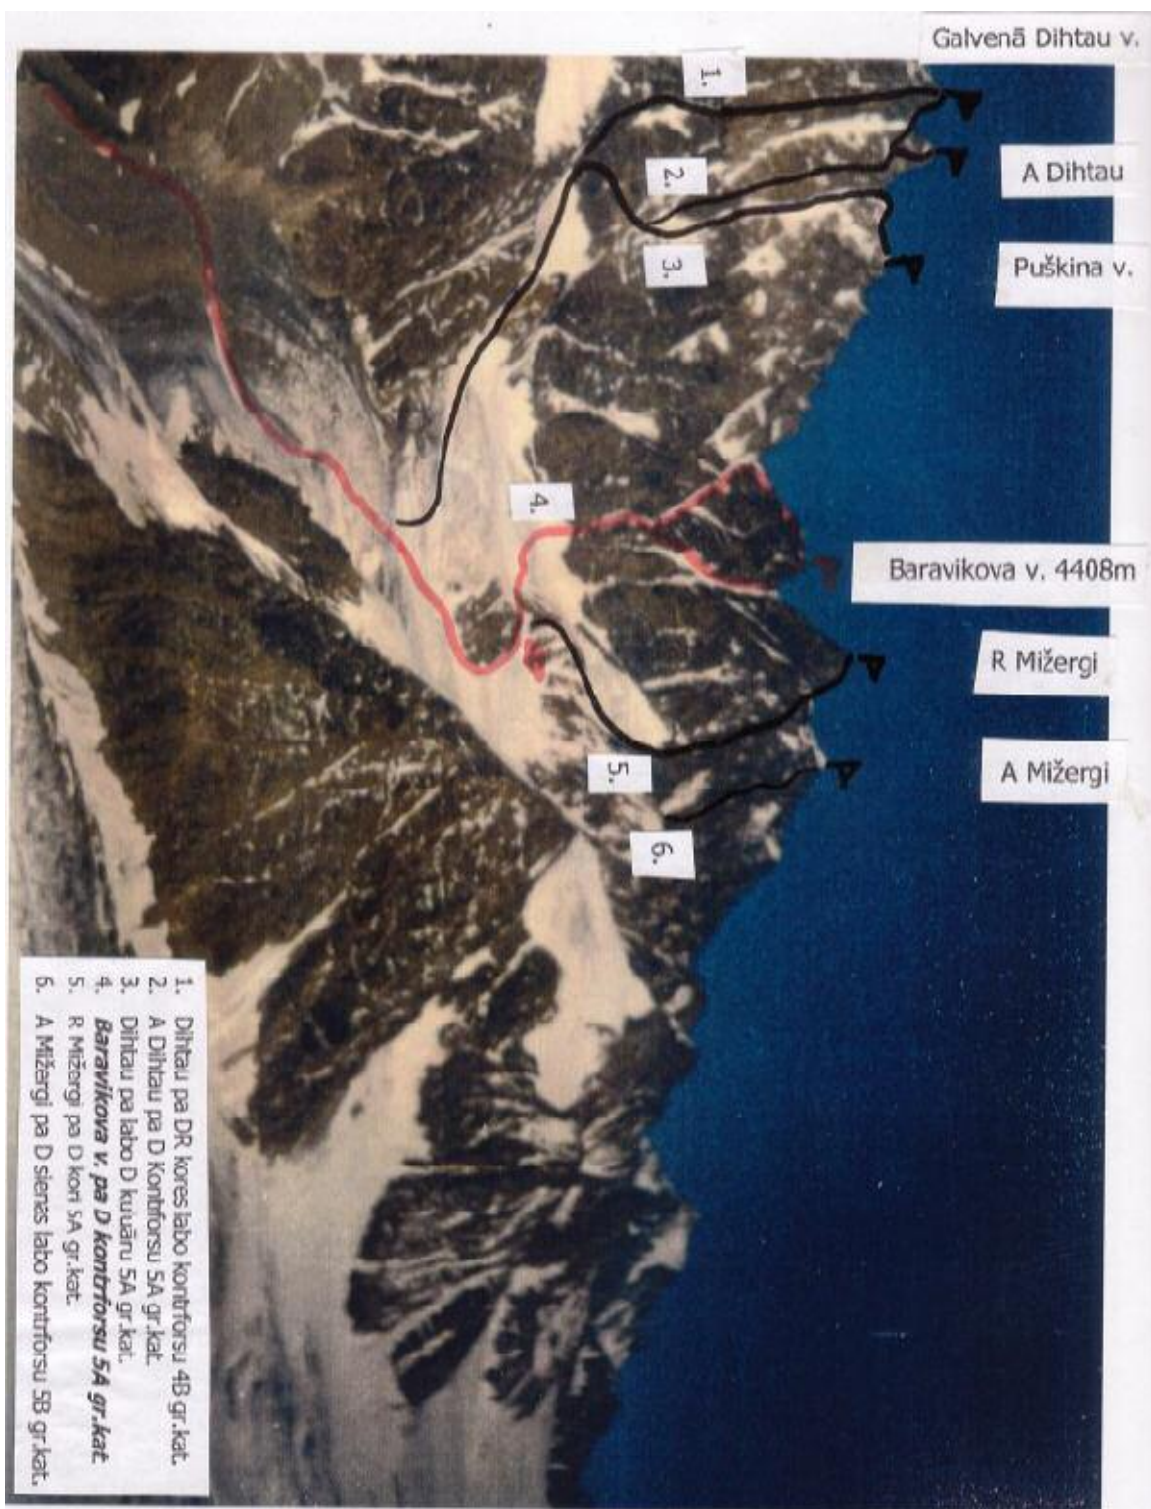 Galvenā Dihtau v.
A Dihtau
Puškina v.
Baravikova v. 4408m
R Mižergi
A Mižergi
1.
2.
3.
4.
5.
6.
1. Dihtau pa DR kores labo kontrforsu 4B gr.kat.
2. A Dihtau pa D Kontrforsu 5A gr.kat.
3. Dihtau pa labo D kuluāru 5A gr.kat.
4. Baravikova v. pa D kontrforsu 5A gr.kat
5. R Mižergi pa D kori 5A gr.kat.
6. A Mižergi pa D sienas labo kontrforsu 5B gr.kat.